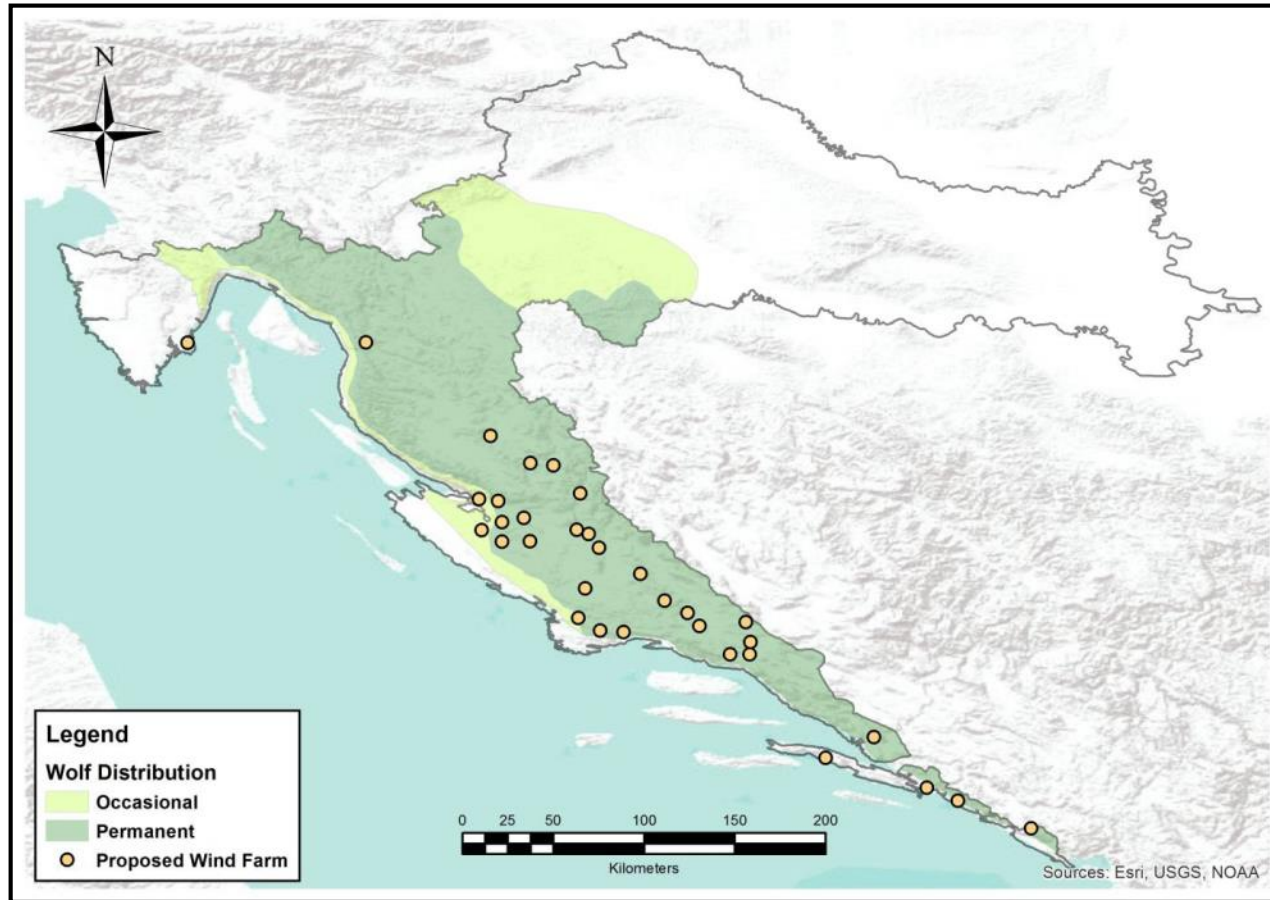 N
Legend
Wolf Distribution
Occasional
Permanent
Proposed Wind Farm
0 25 50 100 150 200
Kilometers
Sources: Esri, USGS, NOAA